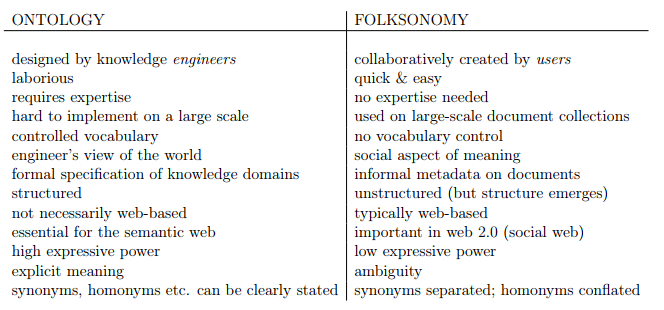 ONTOLOGY FOLKSONOMY
designed by knowledge engineers collaboratively created by users
laborious quick & easy
requires expertise no expertise needed
hard to implement on a large scale used on large-scale document collections
controlled vocabulary no vocabulary control
engineer's view of the world social aspect of meaning
formal specification of knowledge domains informal metadata on documents
structured unstructured (but structure emerges)
not necessarily web-based typically web-based
essential for the semantic web important in web 2.0 (social web)
high expressive power low expressive power
explicit meaning ambiguity
synonyms, homonyms etc. can be clearly stated synonyms separated; homonyms conflated